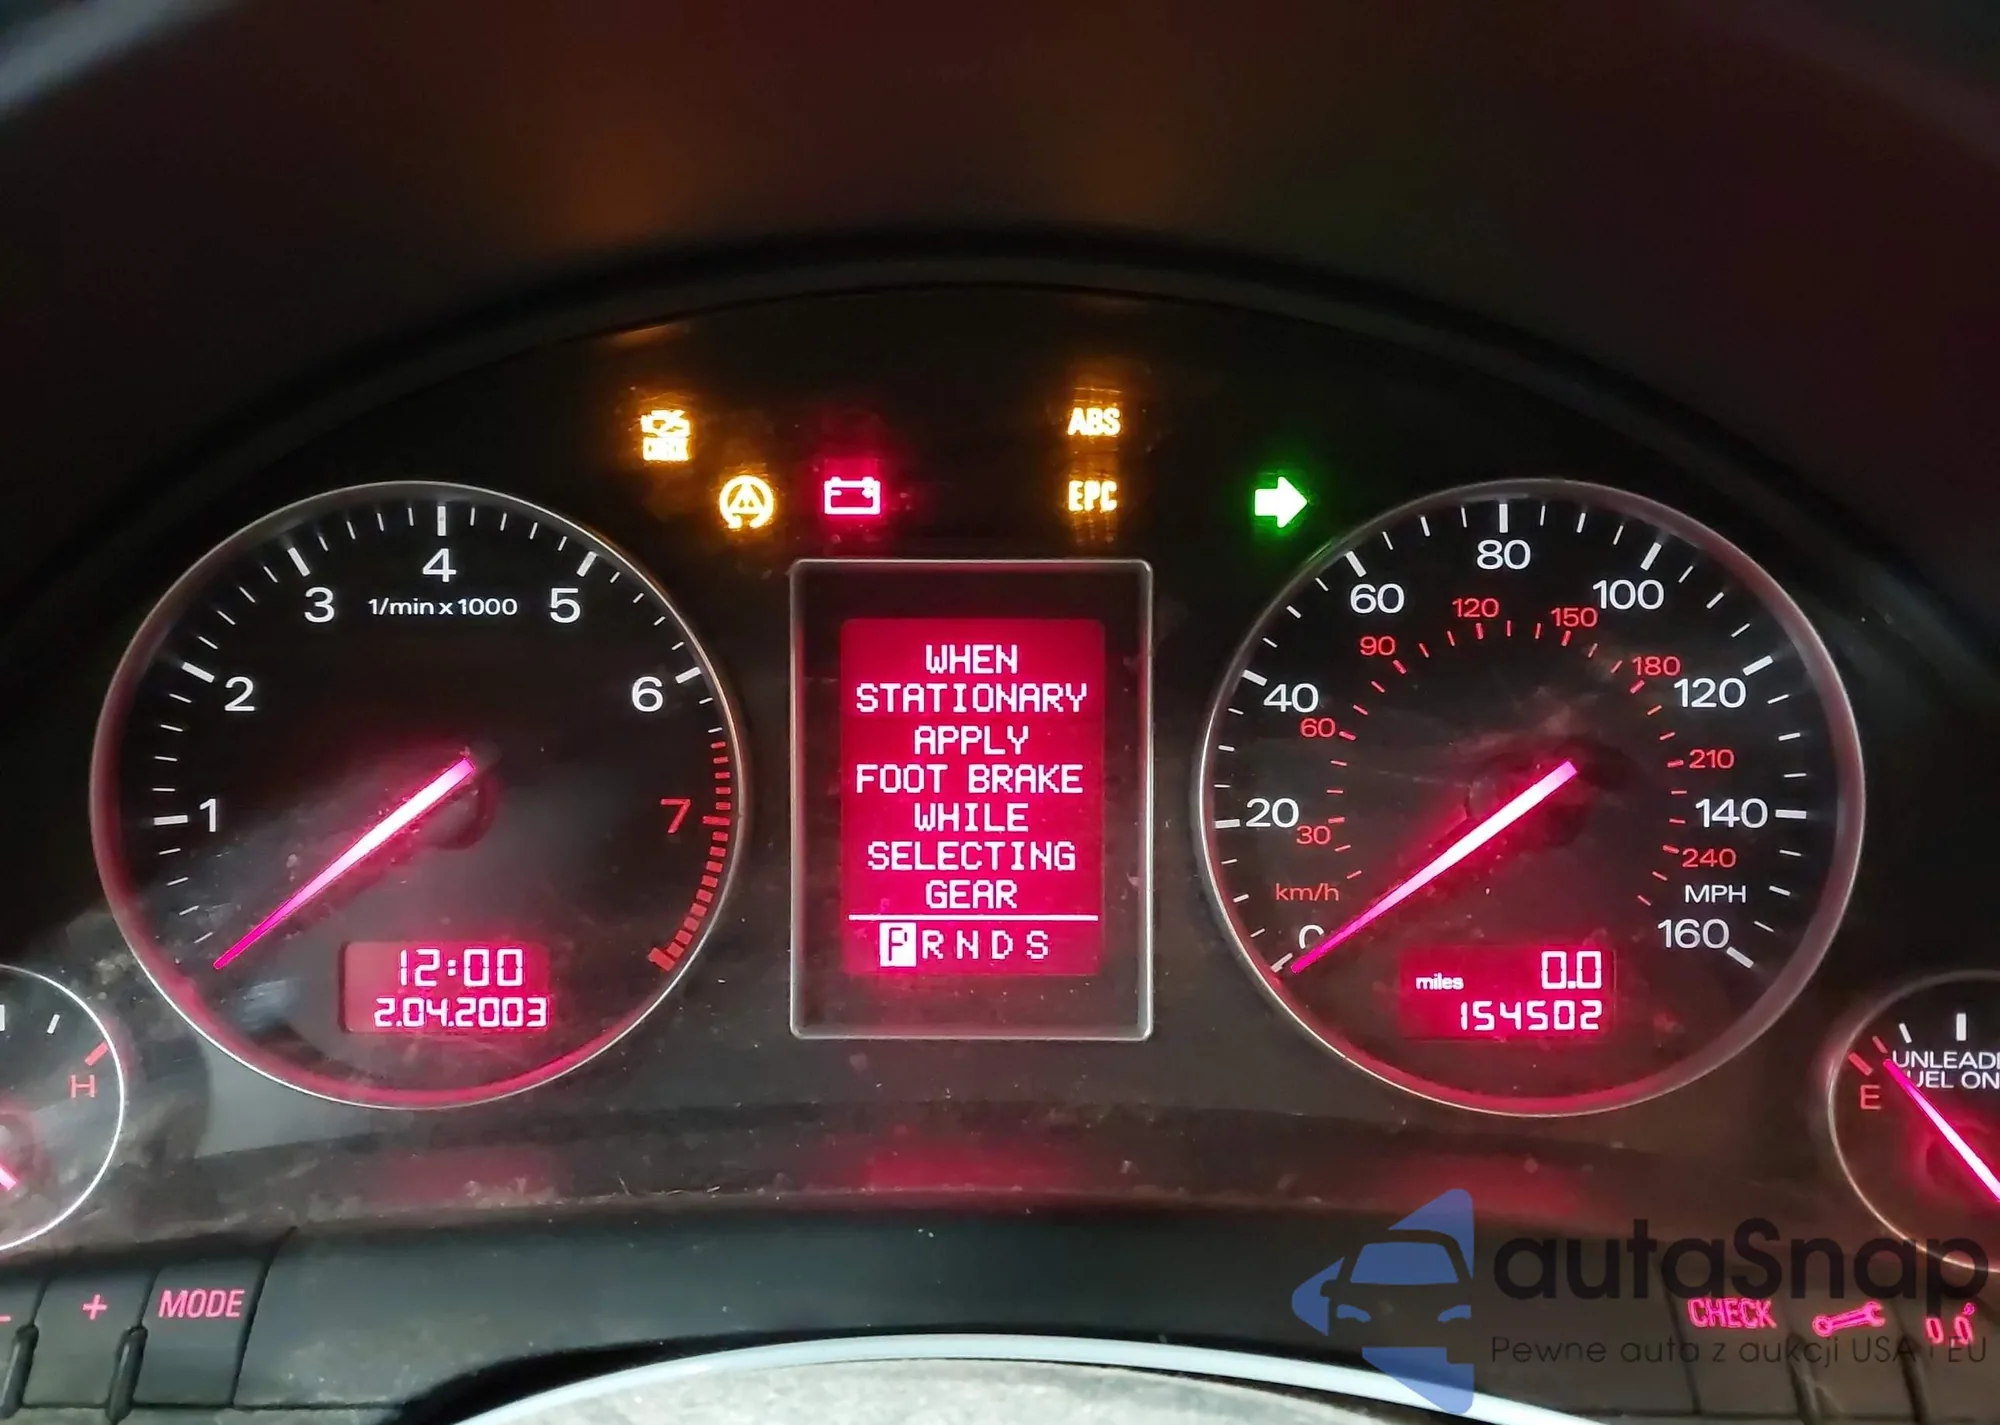 CHECK
ABS
EPC
1 2 3 4 5 6 7
1/min x 1000
12:00
2.04.2003
WHEN
STATIONARY
APPLY
FOOT BRAKE
WHILE
SELECTING
GEAR
P R N D S
0 20 40 60 80 100 120 140 160
30 60 90 120 150 180 210 240
km/h
MPH
miles 0.0
154502
H
E
UNLEADE
UEL ON
- + MODE
CHECK
0.0
autaSnap
Pewne auta z aukcji USA i EU